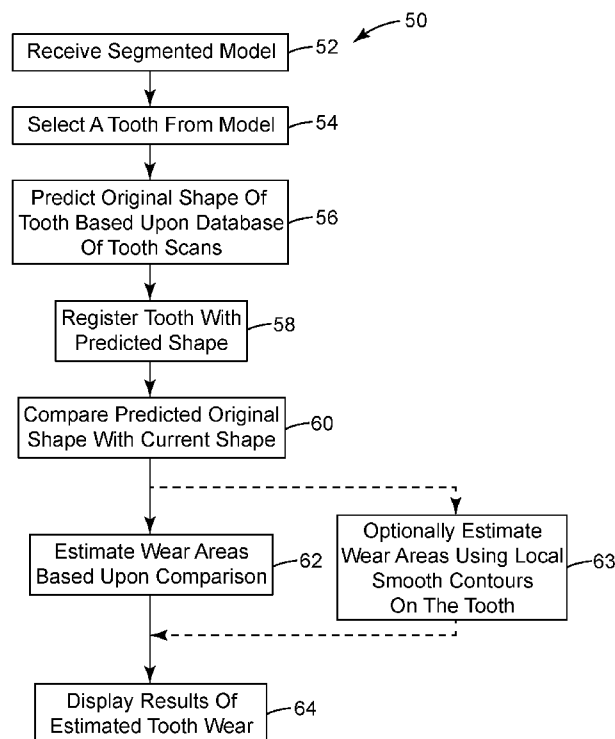 50
Receive Segmented Model
52
Select A Tooth From Model
54
Predict Original Shape Of
Tooth Based Upon Database
Of Tooth Scans
56
Register Tooth With
Predicted Shape
58
Compare Predicted Original
Shape With Current Shape
60
Estimate Wear Areas
Based Upon Comparison
62
Optionally Estimate
Wear Areas Using Local
Smooth Contours
On The Tooth
63
Display Results Of
Estimated Tooth Wear
64